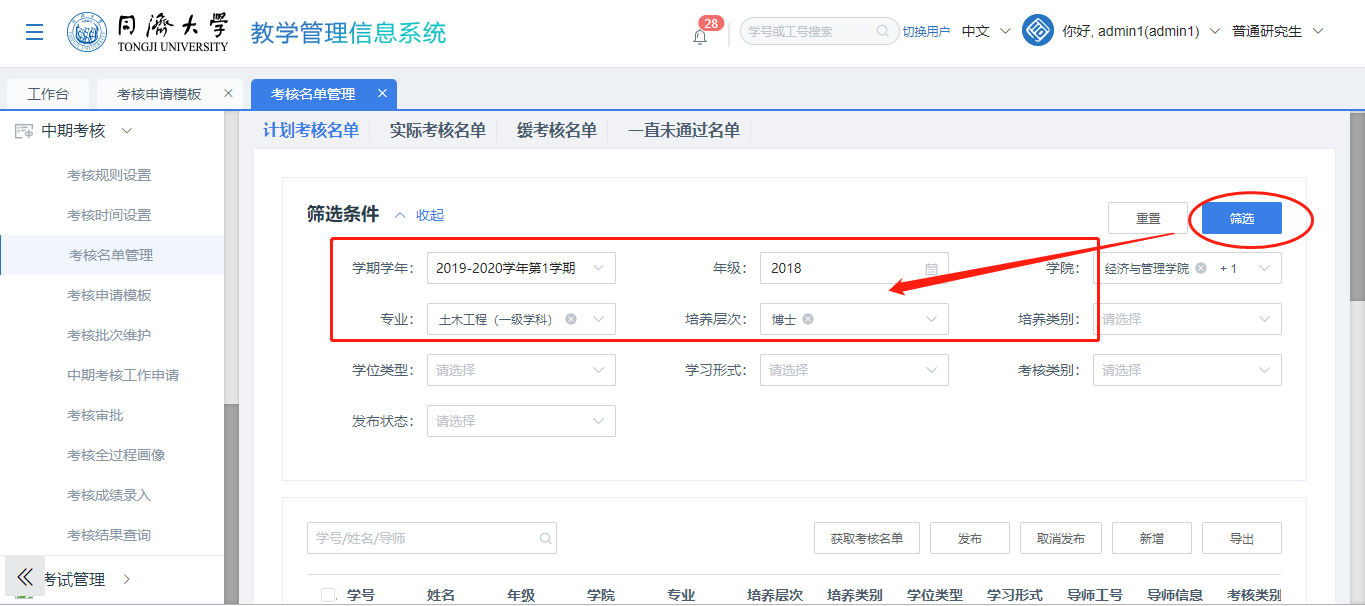 同濟大學
TONGJI UNIVERSITY
教学管理信息系统
28
学号或工号搜索
切换用户
中文
你好, admin1(admin1)
普通研究生
工作台
考核申请模板
考核名单管理
中期考核
考核规则设置
考核时间设置
考核名单管理
考核申请模板
考核批次维护
中期考核工作申请
考核审批
考核全过程画像
考核成绩录入
考核结果查询
考试管理
计划考核名单
实际考核名单
缓考核名单
一直未通过名单
筛选条件
收起
重置
筛选
学期学年: 2019-2020学年第1学期
年级: 2018
学院: 经济与管理学院 + 1
专业: 土木工程（一级学科）
培养层次: 博士
培养类别: 请选择
学位类型: 请选择
学习形式: 请选择
考核类别: 请选择
发布状态: 请选择
学号/姓名/导师
获取考核名单
发布
取消发布
新增
导出
学号 姓名 年级 学院 专业 培养层次 培养类别 学位类型 学习形式 导师工号 导师信息 考核类别